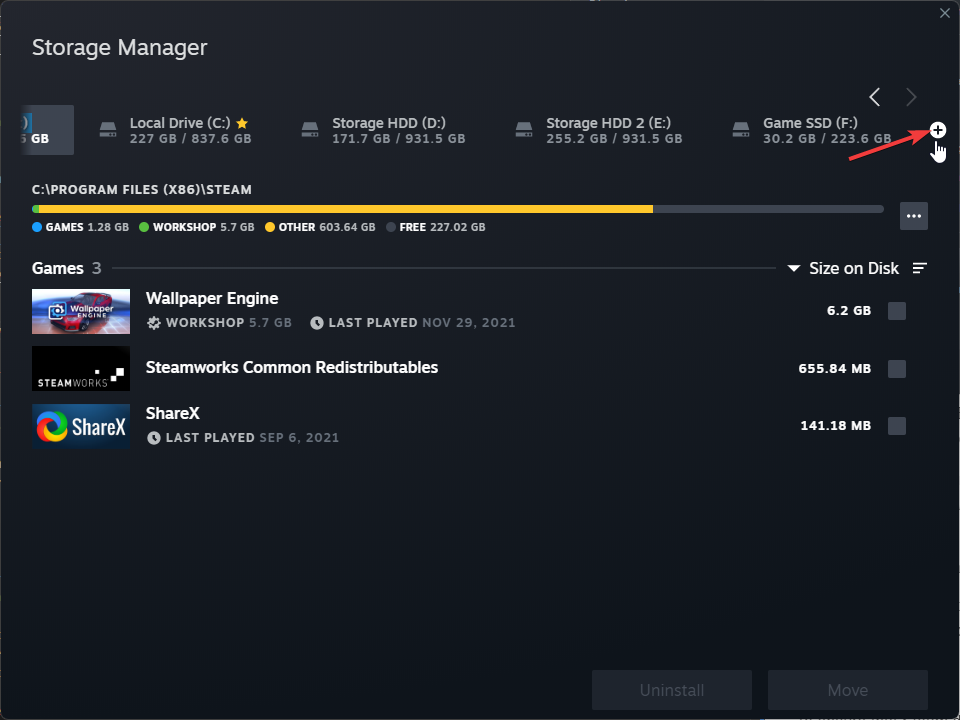 Storage Manager
GB
Local Drive (C:)
227 GB / 837.6 GB
Storage HDD (D:)
171.7 GB / 931.5 GB
Storage HDD 2 (E:)
255.2 GB / 931.5 GB
Game SSD (F:)
30.2 GB / 223.6 GB
C:\PROGRAM FILES (X86)\STEAM
GAMES 1.28 GB WORKSHOP 5.7 GB OTHER 603.64 GB FREE 227.02 GB
Games 3
Size on Disk
Wallpaper ENGINE
Wallpaper Engine
WORKSHOP 5.7 GB LAST PLAYED NOV 29, 2021
6.2 GB
STEAMWORKS
Steamworks Common Redistributables
655.84 MB
ShareX
ShareX
LAST PLAYED SEP 6, 2021
141.18 MB
Uninstall
Move